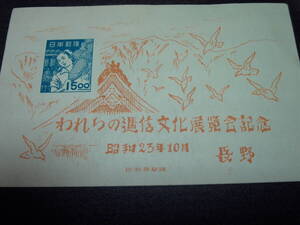 日本郵便
15.00
われらの逓信文化展覧会記念
昭和23年10月 長野